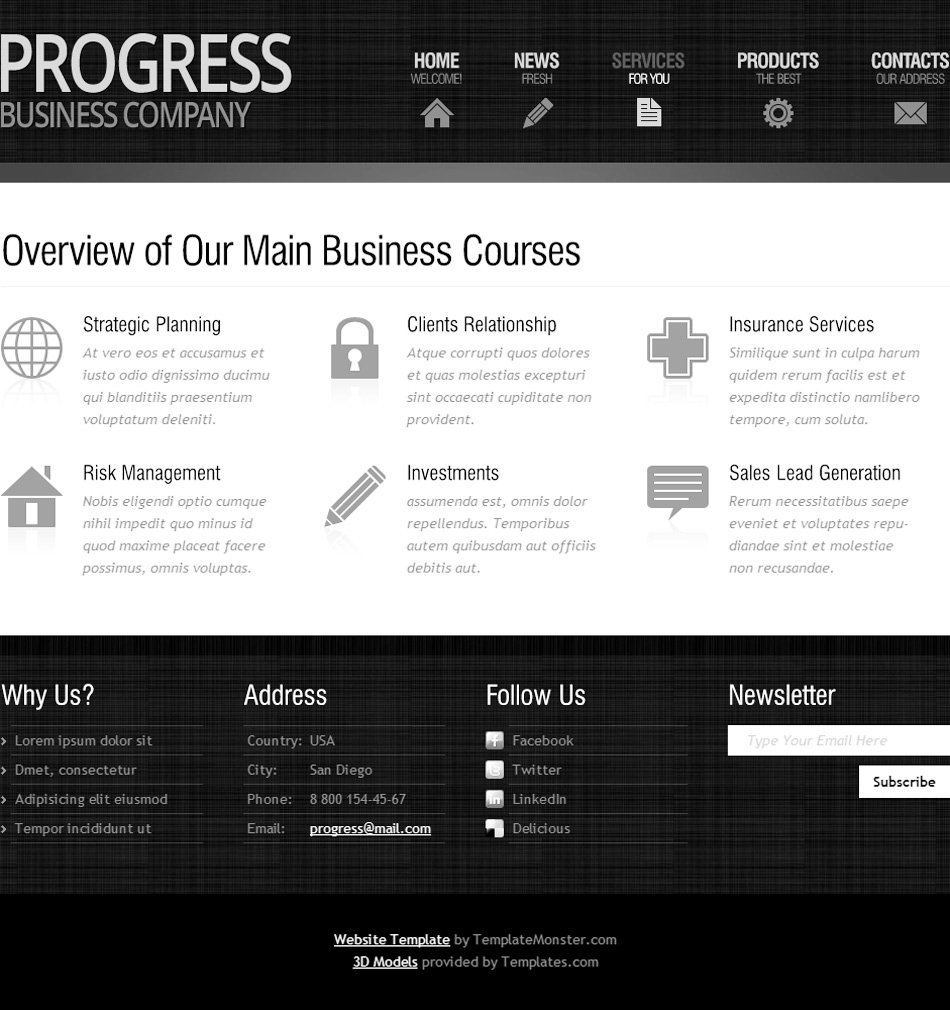 PROGRESS
BUSINESS COMPANY
HOME
WELCOME!
NEWS
FRESH
SERVICES
FOR YOU
PRODUCTS
THE BEST
CONTACTS
OUR ADDRESS
Overview of Our Main Business Courses
Strategic Planning
At vero eos et accusamus et
iusto odio dignissimo ducimu
qui blanditiis praesentium
voluptatum deleniti.
Clients Relationship
Atque corrupti quos dolores
et quas molestias excepturi
sint occaecati cupiditate non
provident.
Insurance Services
Similique sunt in culpa harum
quidem rerum facilis est et
expedita distinctio namlibero
tempore, cum soluta.
Risk Management
Nobis eligendi optio cumque
nihil impedit quo minus id
quod maxime placeat facere
possimus, omnis voluptas.
Investments
assumenda est, omnis dolor
repellendus. Temporibus
autem quibusdam aut officiis
debitis aut.
Sales Lead Generation
Rerum necessitatibus saepe
eveniet et voluptates repu-
diandae sint et molestiae
non recusandae.
Why Us?
Lorem ipsum dolor sit
Dmet, consectetur
Adipisicing elit eiusmod
Tempor incididunt ut
Address
Country: USA
City: San Diego
Phone: 8 800 154-45-67
Email: progress@mail.com
Follow Us
Facebook
Twitter
LinkedIn
Delicious
Newsletter
Type Your Email Here
Subscribe
Website Template by TemplateMonster.com
3D Models provided by Templates.com